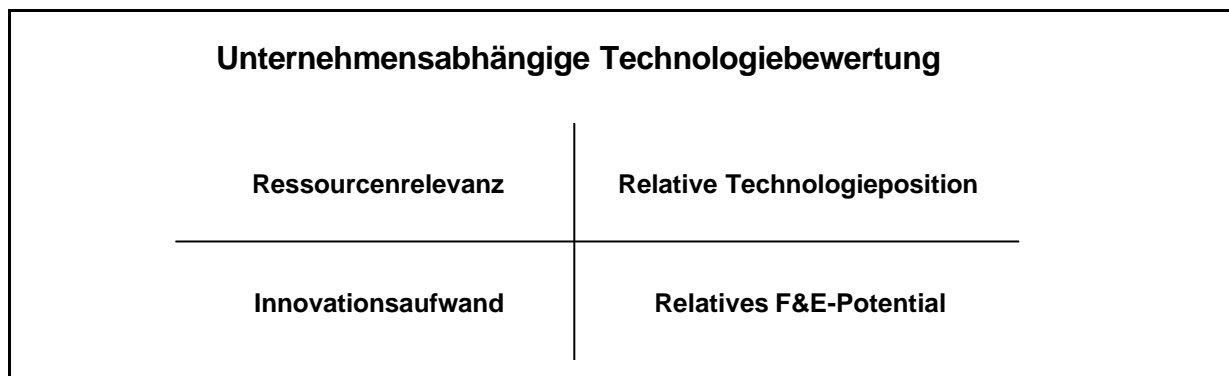 Unternehmensabhängige Technologiebewertung
Ressourcenrelevanz
Relative Technologieposition
Innovationsaufwand
Relatives F&E-Potential